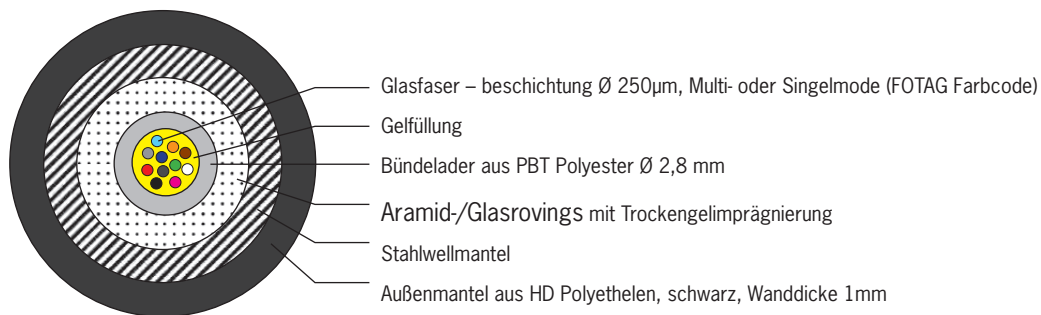 Glasfaser – beschichtung Ø 250µm, Multi- oder Singelmode (FOTAG Farbcode)
Gelfüllung
Bündelader aus PBT Polyester Ø 2,8 mm
Aramid-/Glasrovings mit Trockengelimprägnierung
Stahlwellmantel
Außenmantel aus HD Polyethelen, schwarz, Wanddicke 1mm